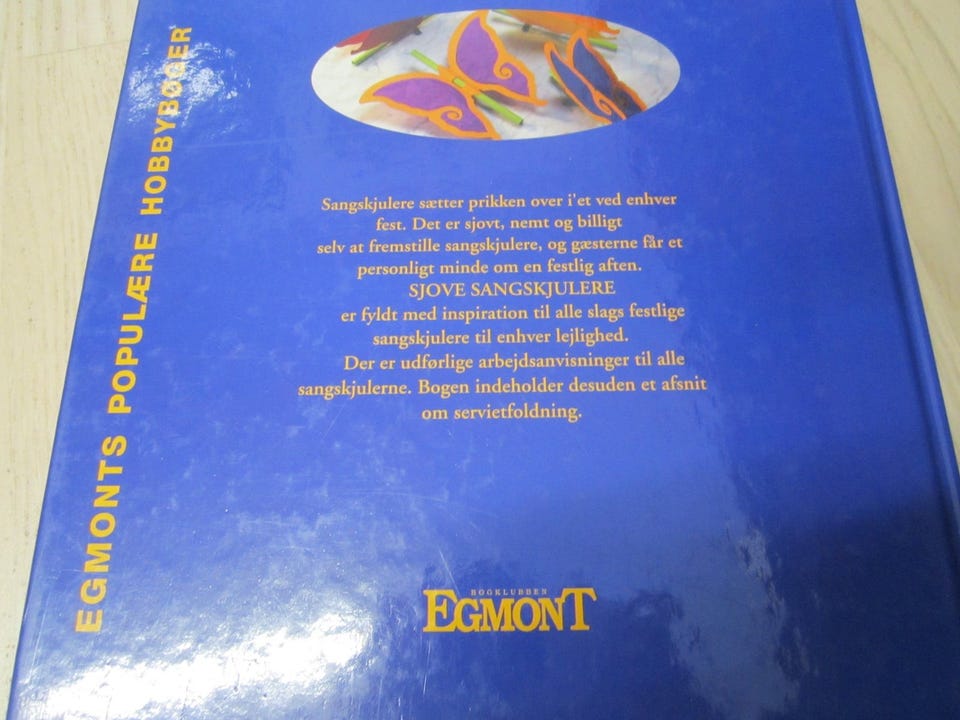 EGMONTS POPULÆRE HOBBYBØGER
Sangskjulere sætter prikken over i'et ved enhver
fest. Det er sjovt, nemt og billigt
selv at fremstille sangskjulere, og gæsterne får et
personligt minde om en festlig aften.
SJOVE SANGSKJULERE
er fyldt med inspiration til alle slags festlige
sangskjulere til enhver lejlighed.
Der er udførlige arbejdsanvisninger til alle
sangskjulerne. Bogen indeholder desuden et afsnit
om servietfoldning.
BOGKLUBBEN
EGMONT